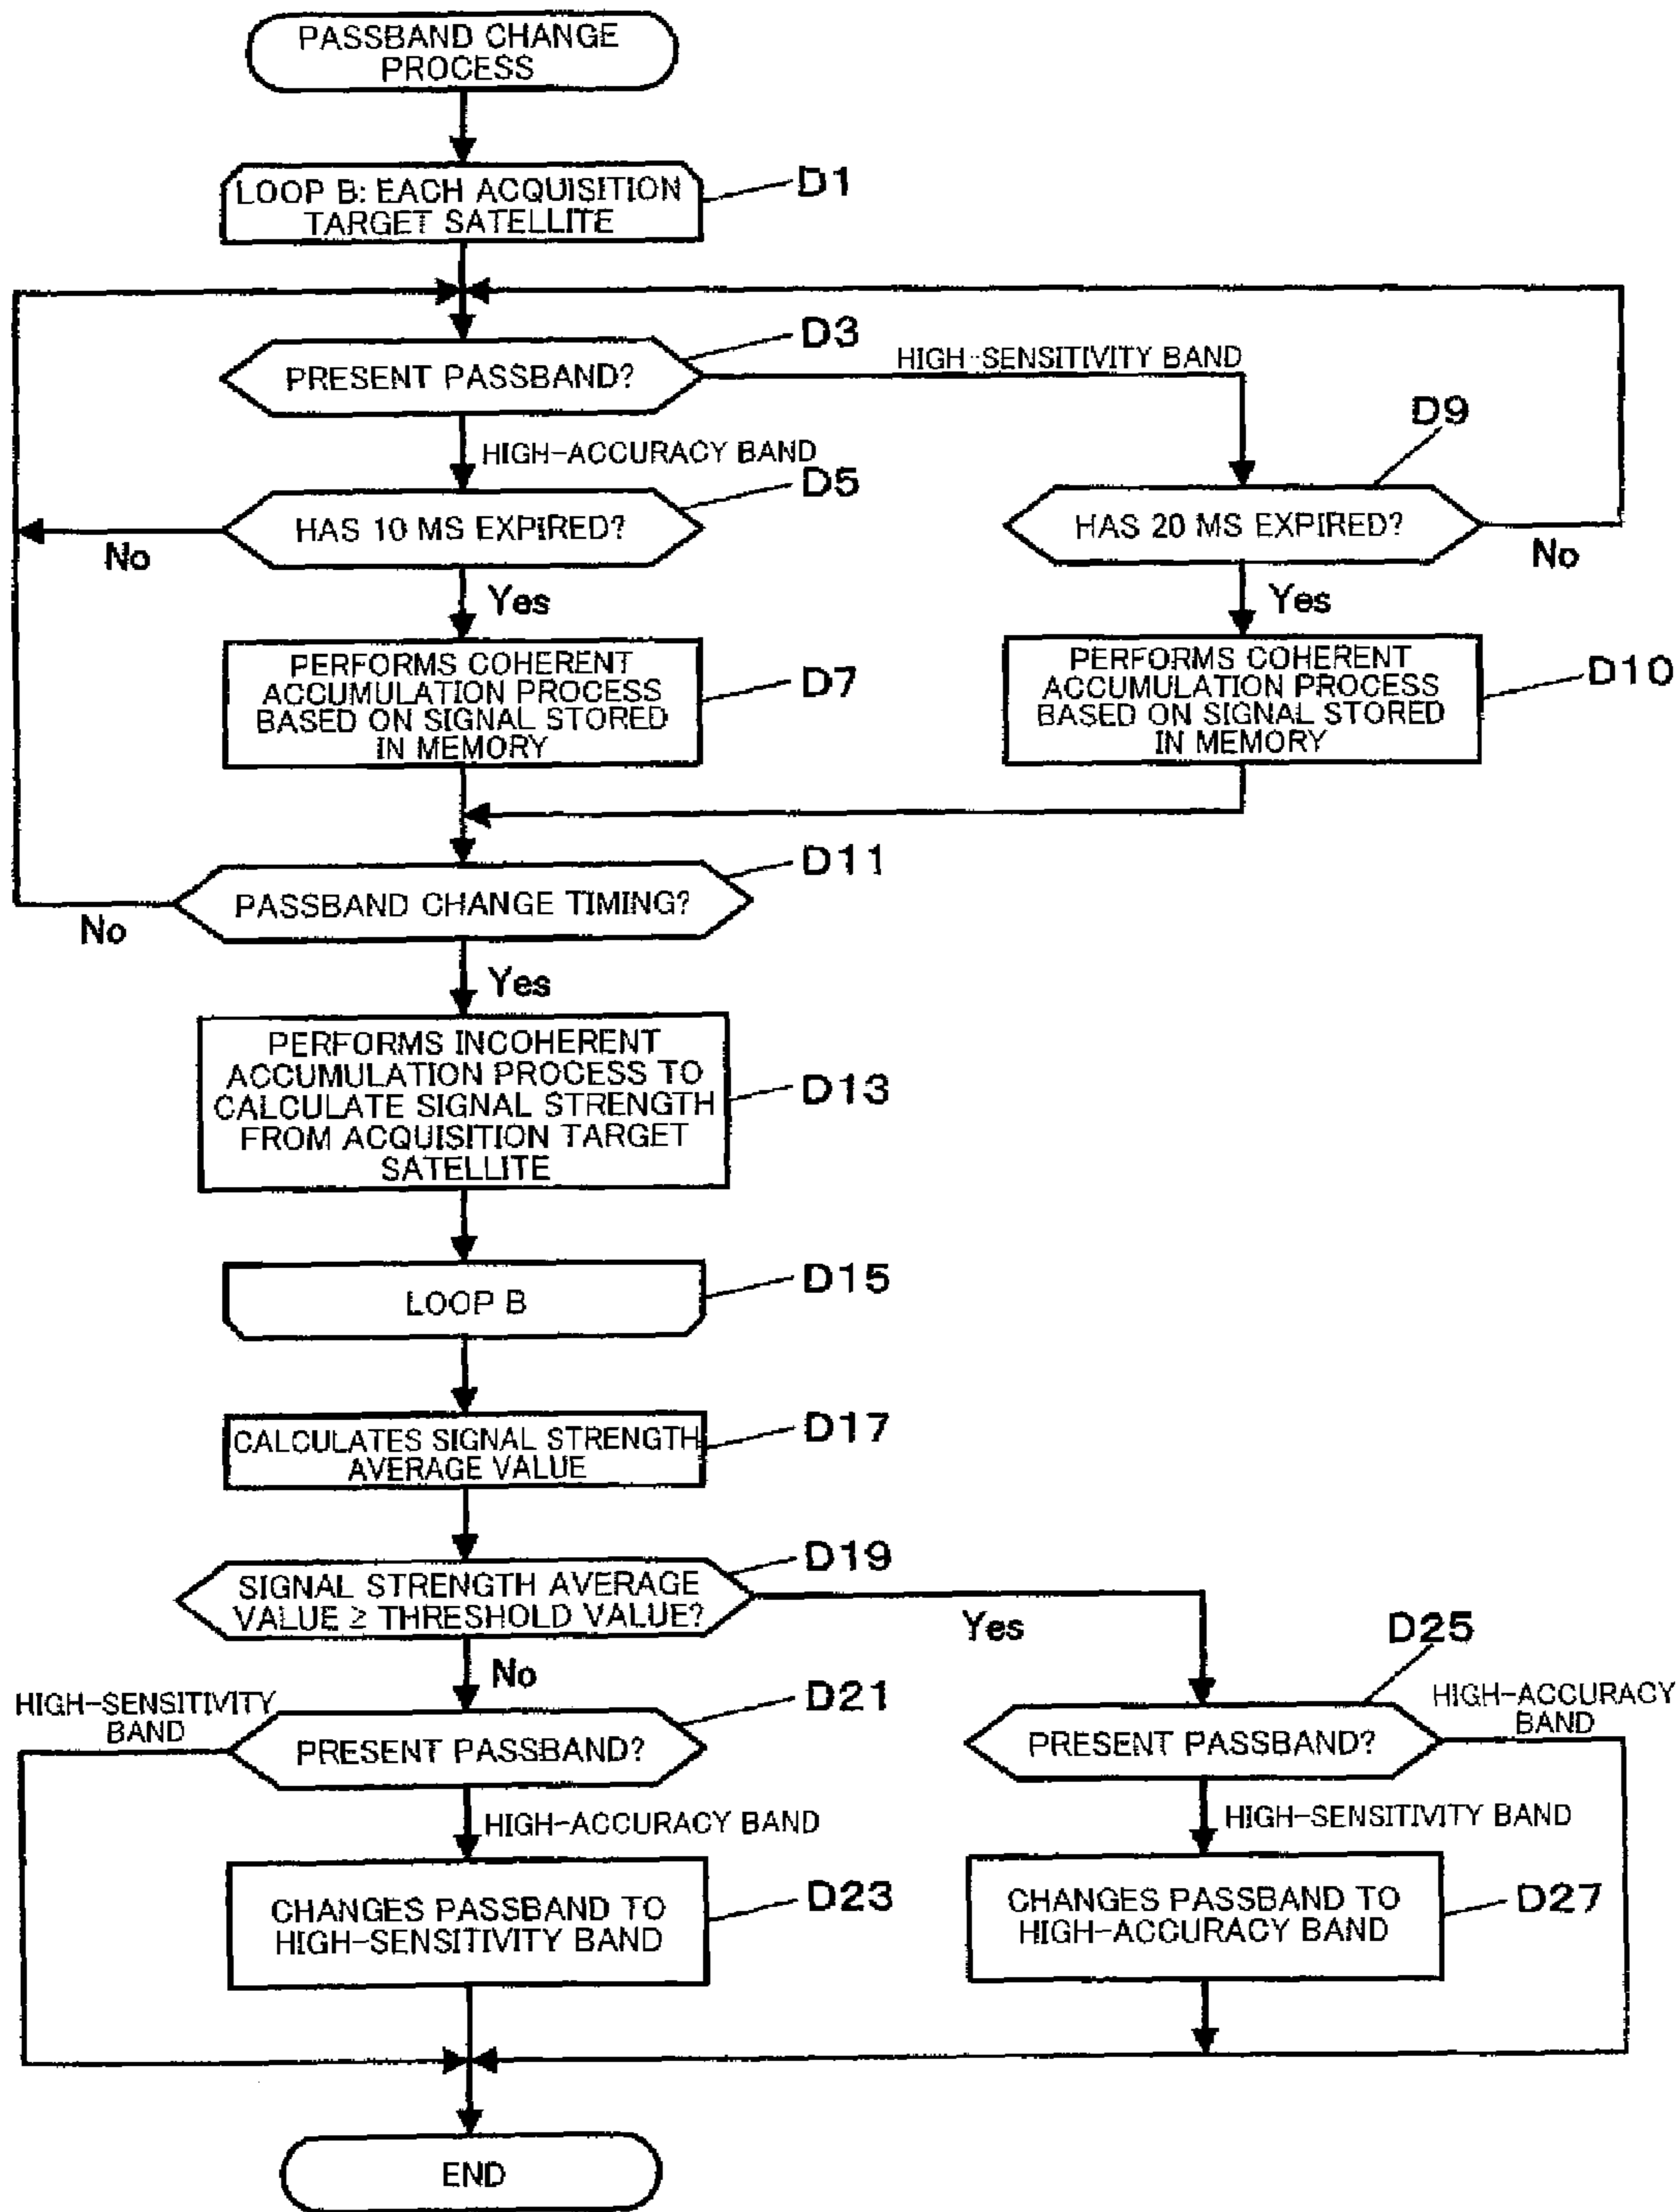 PASSBAND CHANGE
PROCESS
LOOP B: EACH ACQUISITION
TARGET SATELLITE
D1
PRESENT PASSBAND?
D3
HIGH-SENSITIVITY BAND
HIGH-ACCURACY BAND
HAS 10 MS EXPIRED?
D5
No
Yes
HAS 20 MS EXPIRED?
D9
No
Yes
PERFORMS COHERENT
ACCUMULATION PROCESS
BASED ON SIGNAL STORED
IN MEMORY
D7
PERFORMS COHERENT
ACCUMULATION PROCESS
BASED ON SIGNAL STORED
IN MEMORY
D10
PASSBAND CHANGE TIMING?
D11
No
Yes
PERFORMS INCOHERENT
ACCUMULATION PROCESS TO
CALCULATE SIGNAL STRENGTH
FROM ACQUISITION TARGET
SATELLITE
D13
LOOP B
D15
CALCULATES SIGNAL STRENGTH
AVERAGE VALUE
D17
SIGNAL STRENGTH AVERAGE
VALUE ≥ THRESHOLD VALUE?
D19
Yes
No
HIGH-SENSITIVITY
BAND
PRESENT PASSBAND?
D21
HIGH-ACCURACY BAND
PRESENT PASSBAND?
D25
HIGH-ACCURACY
BAND
HIGH-SENSITIVITY BAND
CHANGES PASSBAND TO
HIGH-SENSITIVITY BAND
D23
CHANGES PASSBAND TO
HIGH-ACCURACY BAND
D27
END